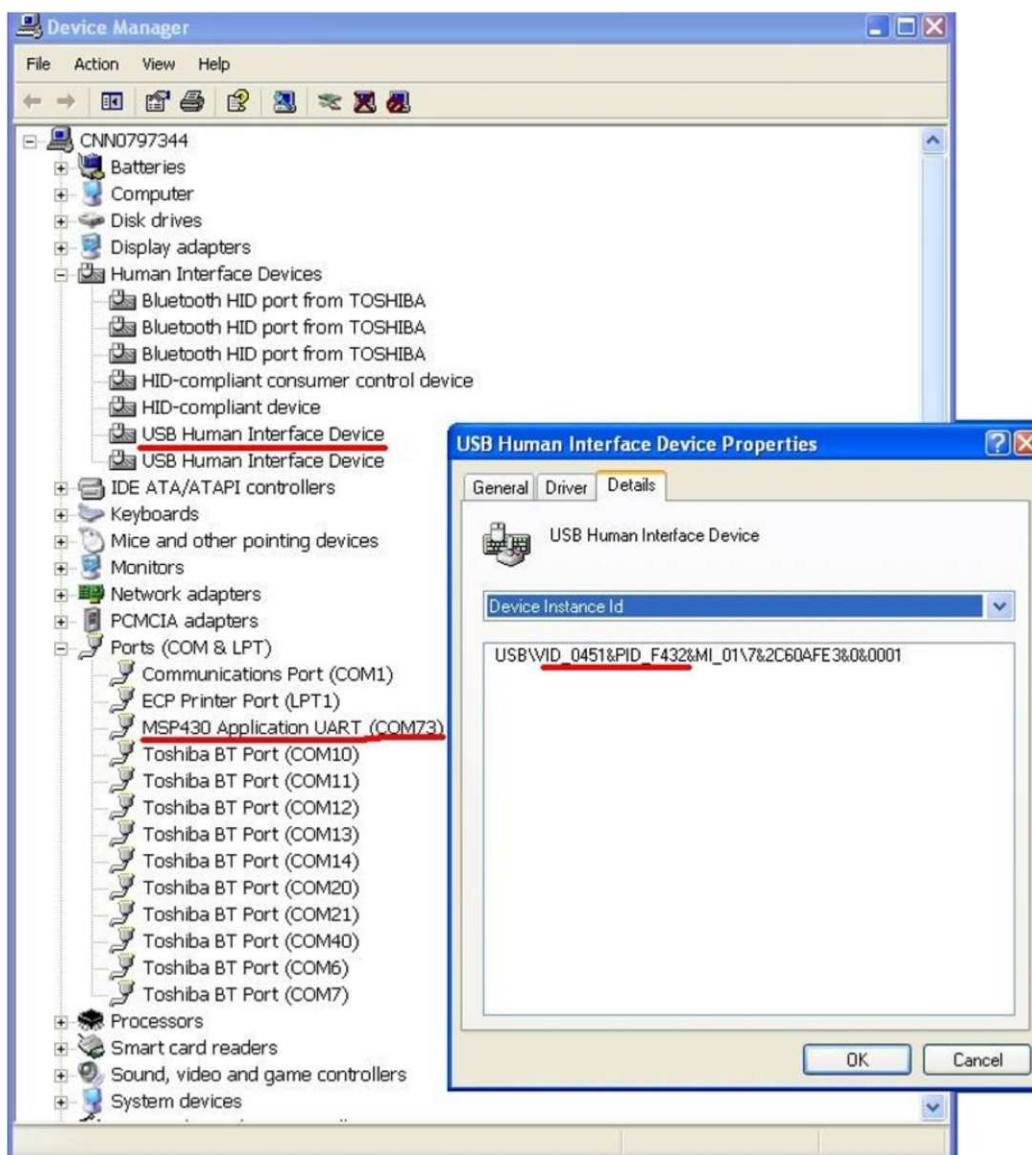 Device Manager
File Action View Help
CNN0797344
Batteries
Computer
Disk drives
Display adapters
Human Interface Devices
Bluetooth HID port from TOSHIBA
Bluetooth HID port from TOSHIBA
Bluetooth HID port from TOSHIBA
HID-compliant consumer control device
HID-compliant device
USB Human Interface Device
USB Human Interface Device
IDE ATA/ATAPI controllers
Keyboards
Mice and other pointing devices
Monitors
Network adapters
PCMCIA adapters
Ports (COM & LPT)
Communications Port (COM1)
ECP Printer Port (LPT1)
MSP430 Application UART (COM73)
Toshiba BT Port (COM10)
Toshiba BT Port (COM11)
Toshiba BT Port (COM12)
Toshiba BT Port (COM13)
Toshiba BT Port (COM14)
Toshiba BT Port (COM20)
Toshiba BT Port (COM21)
Toshiba BT Port (COM40)
Toshiba BT Port (COM6)
Toshiba BT Port (COM7)
Processors
Smart card readers
Sound, video and game controllers
System devices
USB Human Interface Device Properties
General Driver Details
USB Human Interface Device
Device Instance Id
USB\VID_0451&PID_F432&MI_01\7&2C60AFE3&0&0001
OK Cancel